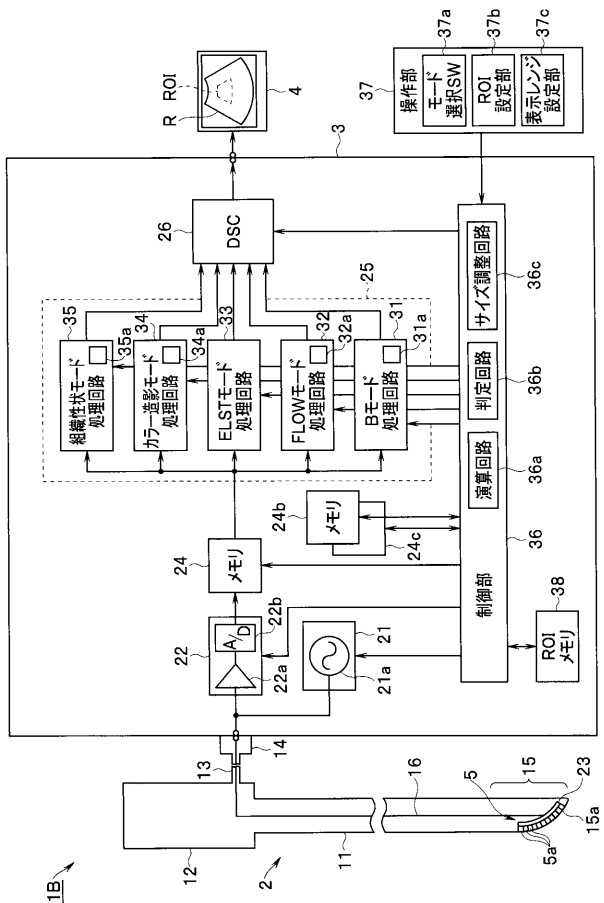 1B
2
12
11
13
14
16
5
15
5a
15a
23
3
22
22a
22b
A/D
21
21a
24
メモリ
24b
メモリ
24c
25
35
組織性状モード
処理回路
35a
34
カラー造影モード
処理回路
34a
33
ELSTモード
処理回路
32
FLOWモード
処理回路
32a
31
Bモード
処理回路
31a
26
DSC
R
ROI
4
36
制御部
演算回路
36a
判定回路
36b
サイズ調整回路
36c
38
ROI
メモリ
37
操作部
モード
選択SW
37a
ROI
設定部
37b
表示レンジ
設定部
37c